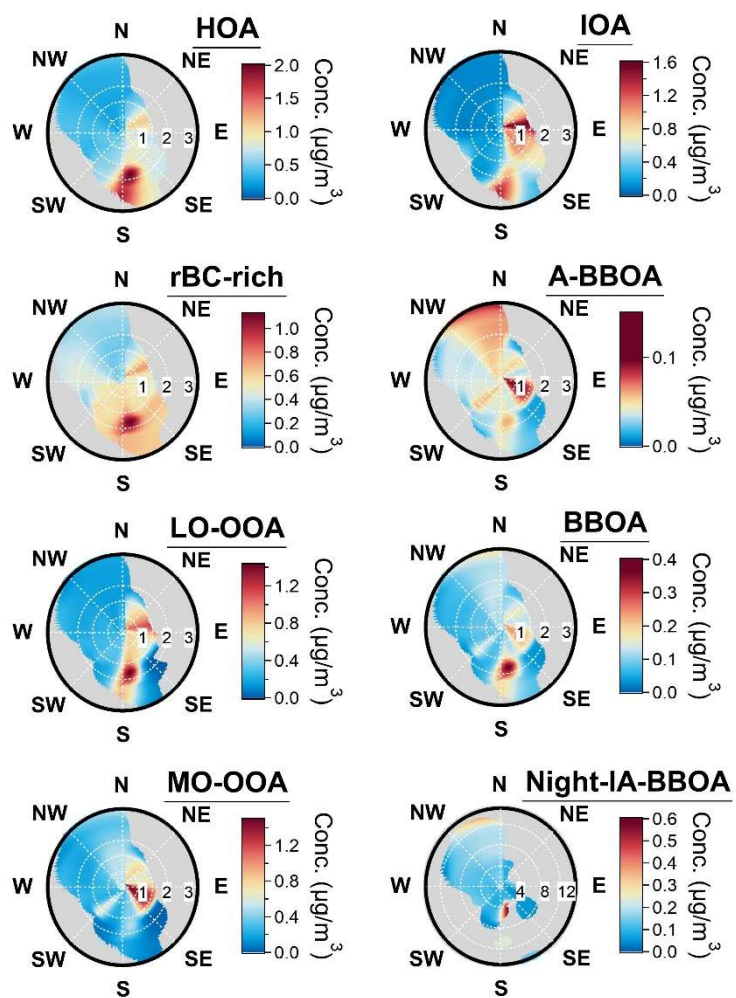 HOA
N
NW
NE
W
1 2 3
E
SW
SE
S
2.0
1.5
1.0
0.5
0.0
Conc. (µg/m³)
IOA
N
NW
NE
W
1 2 3
E
SW
SE
S
1.6
1.2
0.8
0.4
0.0
Conc. (µg/m³)
rBC-rich
N
NW
NE
W
1 2 3
E
SW
SE
S
1.0
0.8
0.6
0.4
0.2
0.0
Conc. (µg/m³)
A-BBOA
N
NW
NE
W
1 2 3
E
SW
SE
S
0.1
0.0
Conc. (µg/m³)
LO-OOA
N
NW
NE
W
1 2 3
E
SW
SE
S
1.2
0.8
0.4
0.0
Conc. (µg/m³)
BBOA
N
NW
NE
W
1 2 3
E
SW
SE
S
0.4
0.3
0.2
0.1
0.0
Conc. (µg/m³)
MO-OOA
N
NW
NE
W
1 2 3
E
SW
SE
S
1.2
0.8
0.4
0.0
Conc. (µg/m³)
Night-IA-BBOA
N
NW
NE
W
4 8 12
E
SW
SE
S
0.6
0.5
0.4
0.3
0.2
0.1
0.0
Conc. (µg/m³)